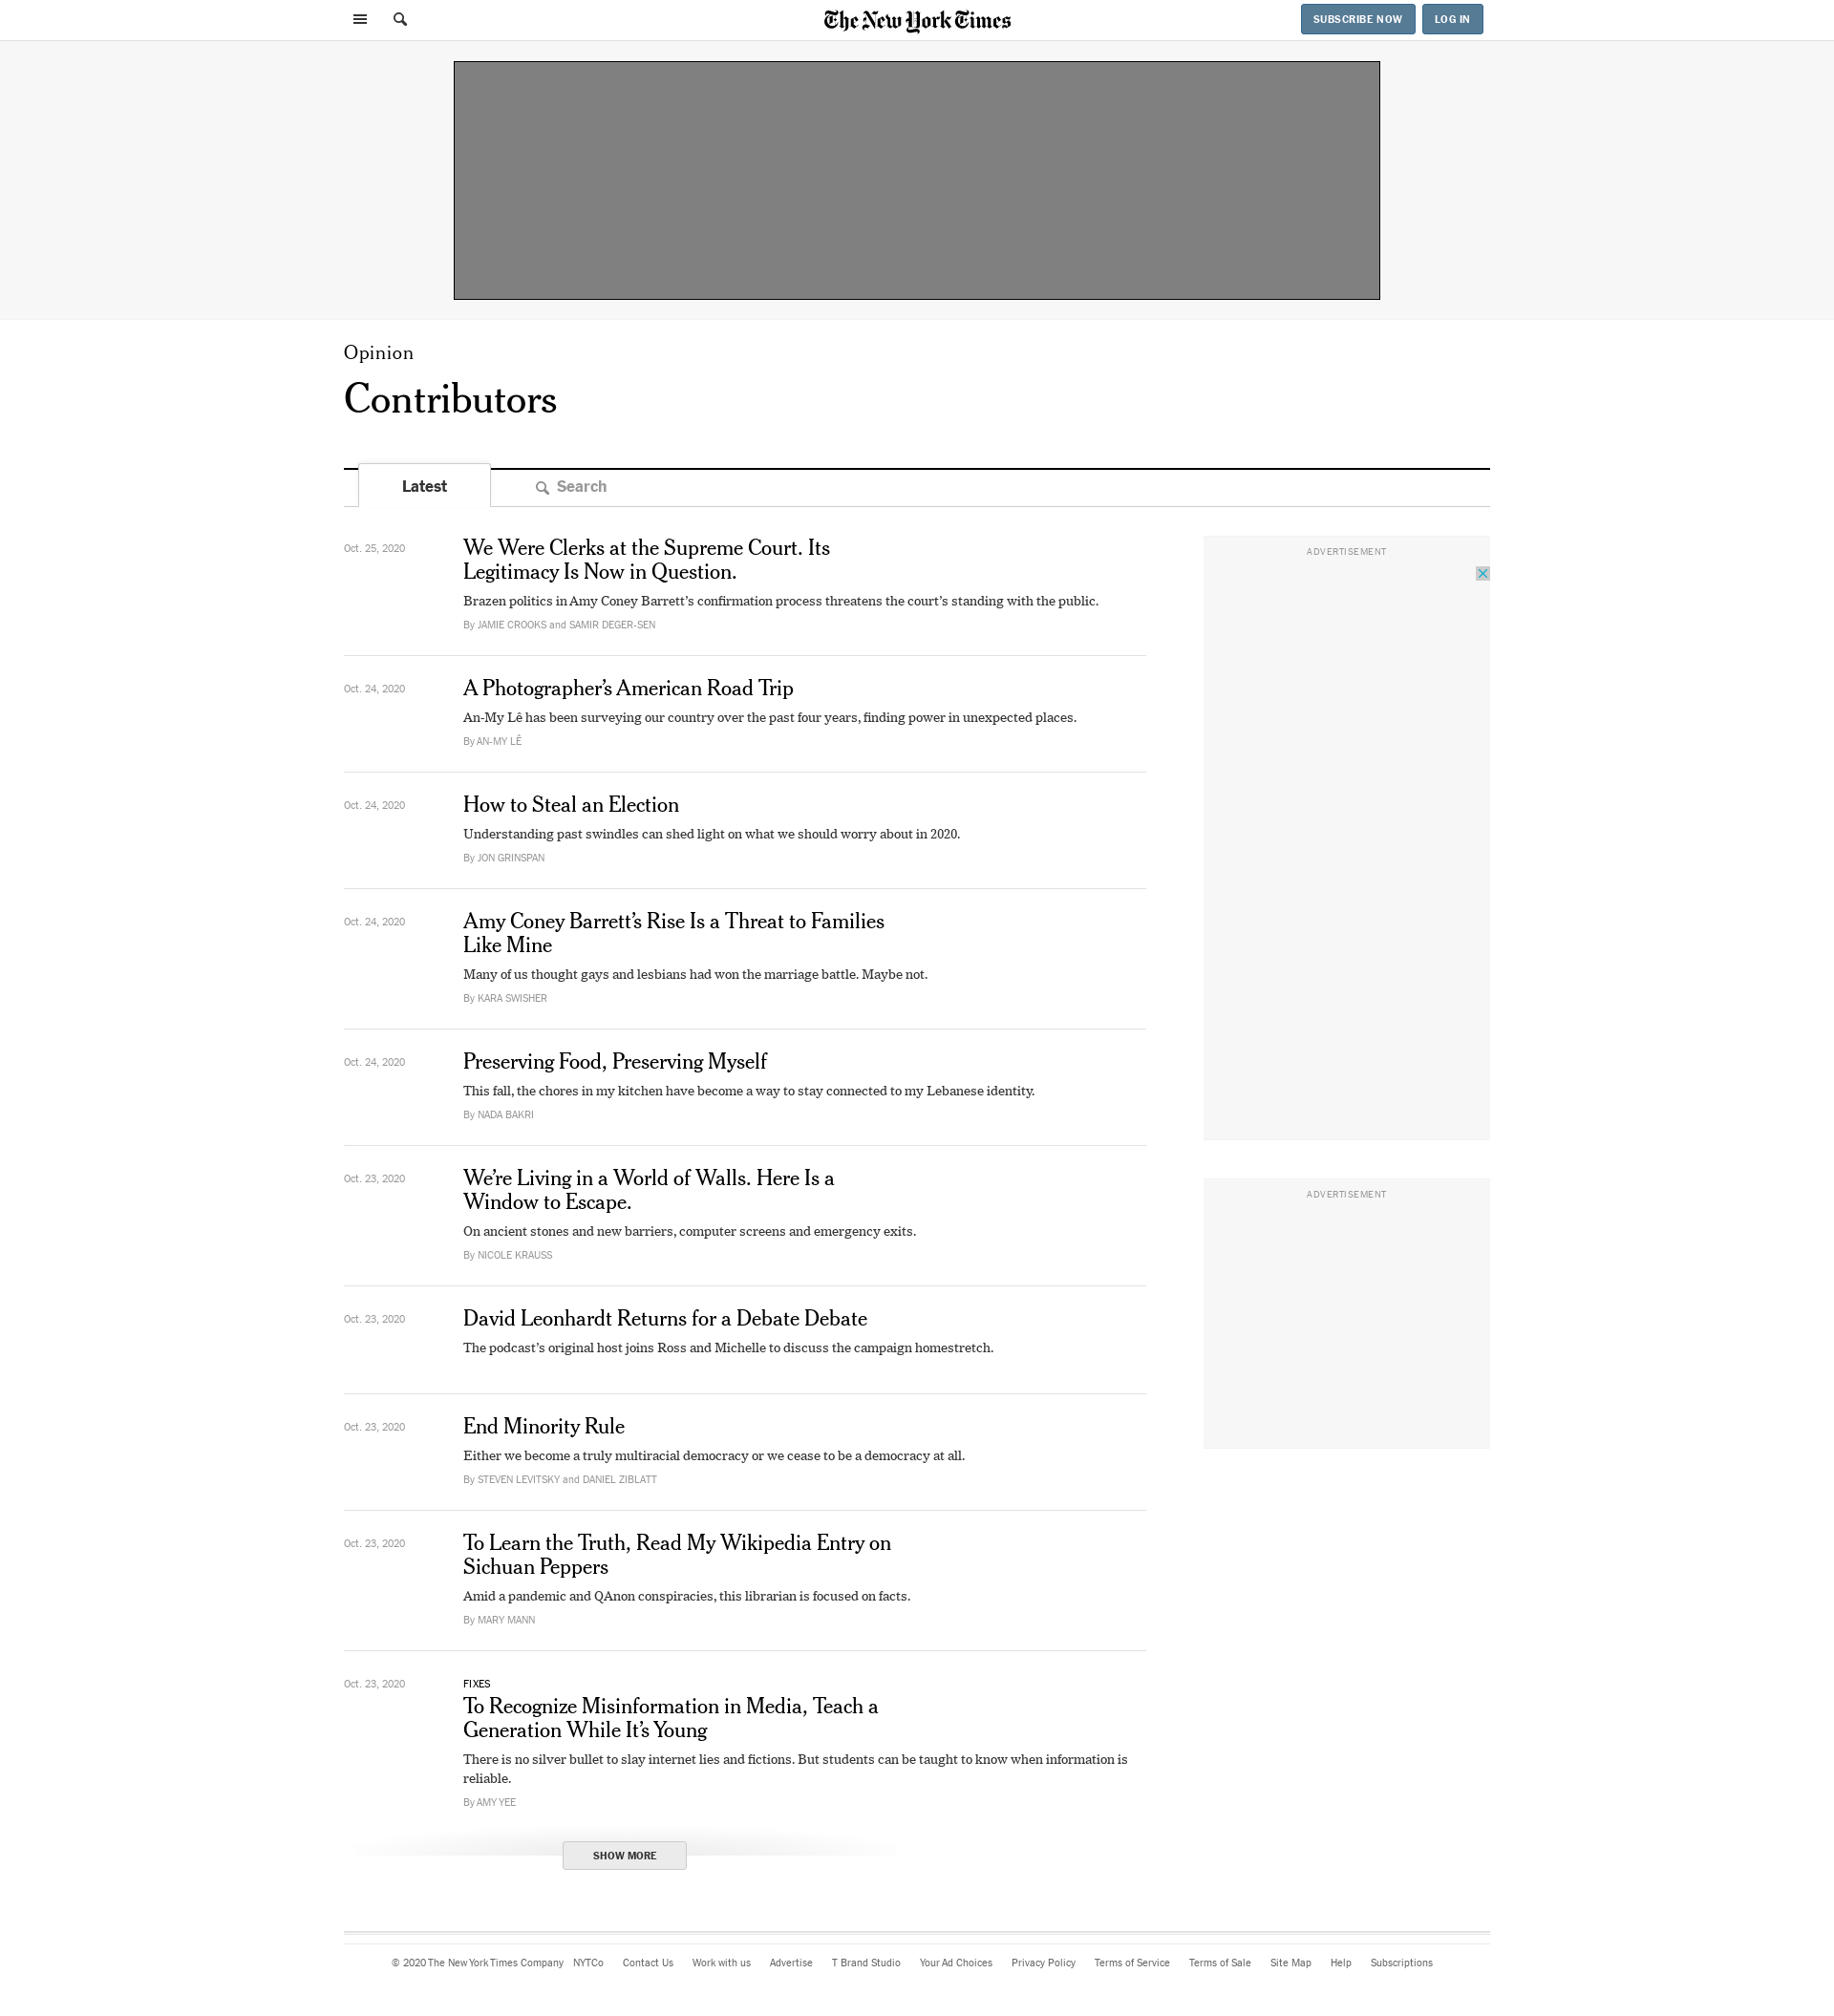 The New York Times
SUBSCRIBE NOW
LOG IN
Opinion
Contributors
Latest
Search
Oct. 25, 2020
We Were Clerks at the Supreme Court. Its
Legitimacy Is Now in Question.
Brazen politics in Amy Coney Barrett’s confirmation process threatens the court’s standing with the public.
By JAMIE CROOKS and SAMIR DEGER-SEN
ADVERTISEMENT
Oct. 24, 2020
A Photographer’s American Road Trip
An-My Lê has been surveying our country over the past four years, finding power in unexpected places.
By AN-MY LÊ
Oct. 24, 2020
How to Steal an Election
Understanding past swindles can shed light on what we should worry about in 2020.
By JON GRINSPAN
Oct. 24, 2020
Amy Coney Barrett’s Rise Is a Threat to Families
Like Mine
Many of us thought gays and lesbians had won the marriage battle. Maybe not.
By KARA SWISHER
Oct. 24, 2020
Preserving Food, Preserving Myself
This fall, the chores in my kitchen have become a way to stay connected to my Lebanese identity.
By NADA BAKRI
Oct. 23, 2020
We’re Living in a World of Walls. Here Is a
Window to Escape.
On ancient stones and new barriers, computer screens and emergency exits.
By NICOLE KRAUSS
ADVERTISEMENT
Oct. 23, 2020
David Leonhardt Returns for a Debate Debate
The podcast’s original host joins Ross and Michelle to discuss the campaign homestretch.
Oct. 23, 2020
End Minority Rule
Either we become a truly multiracial democracy or we cease to be a democracy at all.
By STEVEN LEVITSKY and DANIEL ZIBLATT
Oct. 23, 2020
To Learn the Truth, Read My Wikipedia Entry on
Sichuan Peppers
Amid a pandemic and QAnon conspiracies, this librarian is focused on facts.
By MARY MANN
Oct. 23, 2020
FIXES
To Recognize Misinformation in Media, Teach a
Generation While It’s Young
There is no silver bullet to slay internet lies and fictions. But students can be taught to know when information is
reliable.
By AMY YEE
SHOW MORE
© 2020 The New York Times Company NYTCo Contact Us Work with us Advertise T Brand Studio Your Ad Choices Privacy Policy Terms of Service Terms of Sale Site Map Help Subscriptions